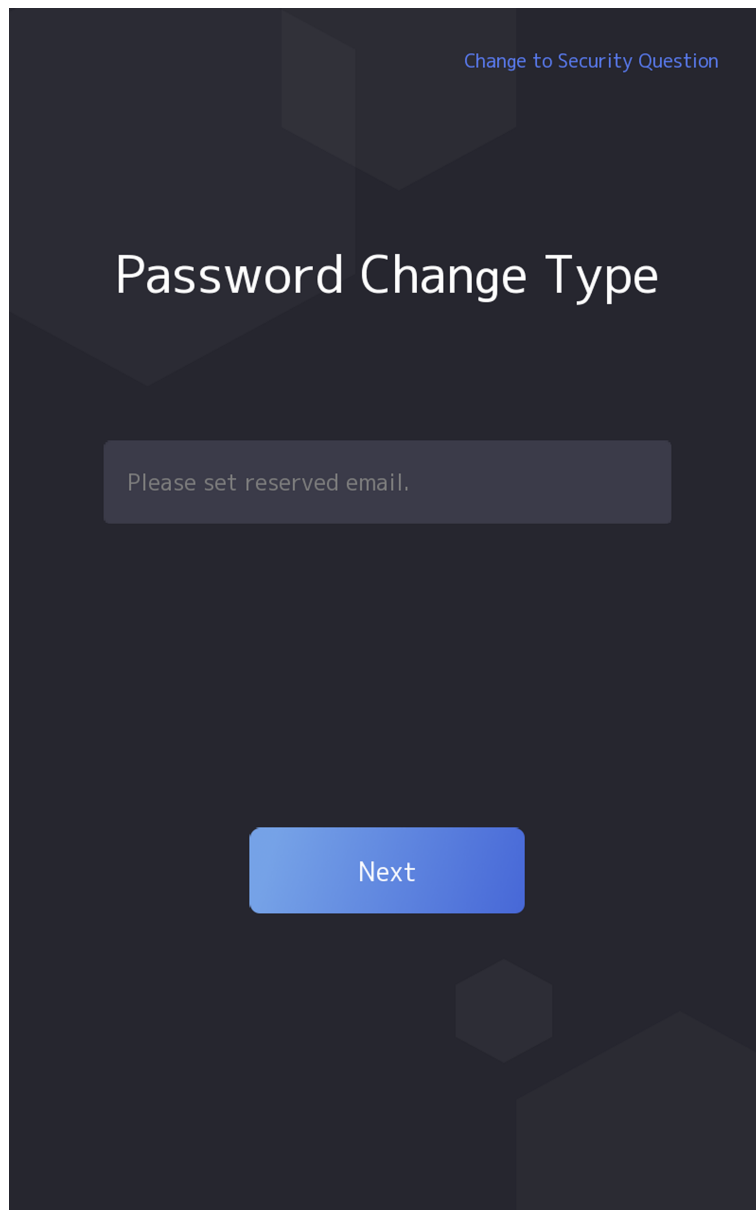 Change to Security Question
Password Change Type
Please set reserved email.
Next